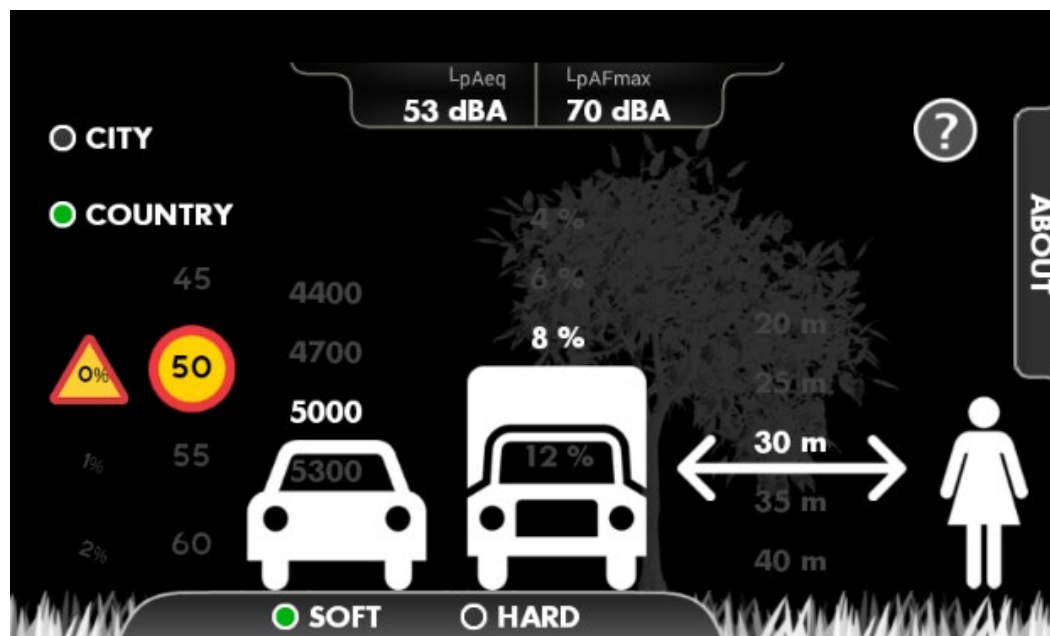 LpAeq LpAFmax
53 dBA 70 dBA
CITY
?
COUNTRY
ABOUT
4 %
45
6 %
4400
20 m
8 %
4700
0%
50
25 m
5000
30 m
1%
55
12 %
5300
35 m
2%
60
40 m
SOFT HARD